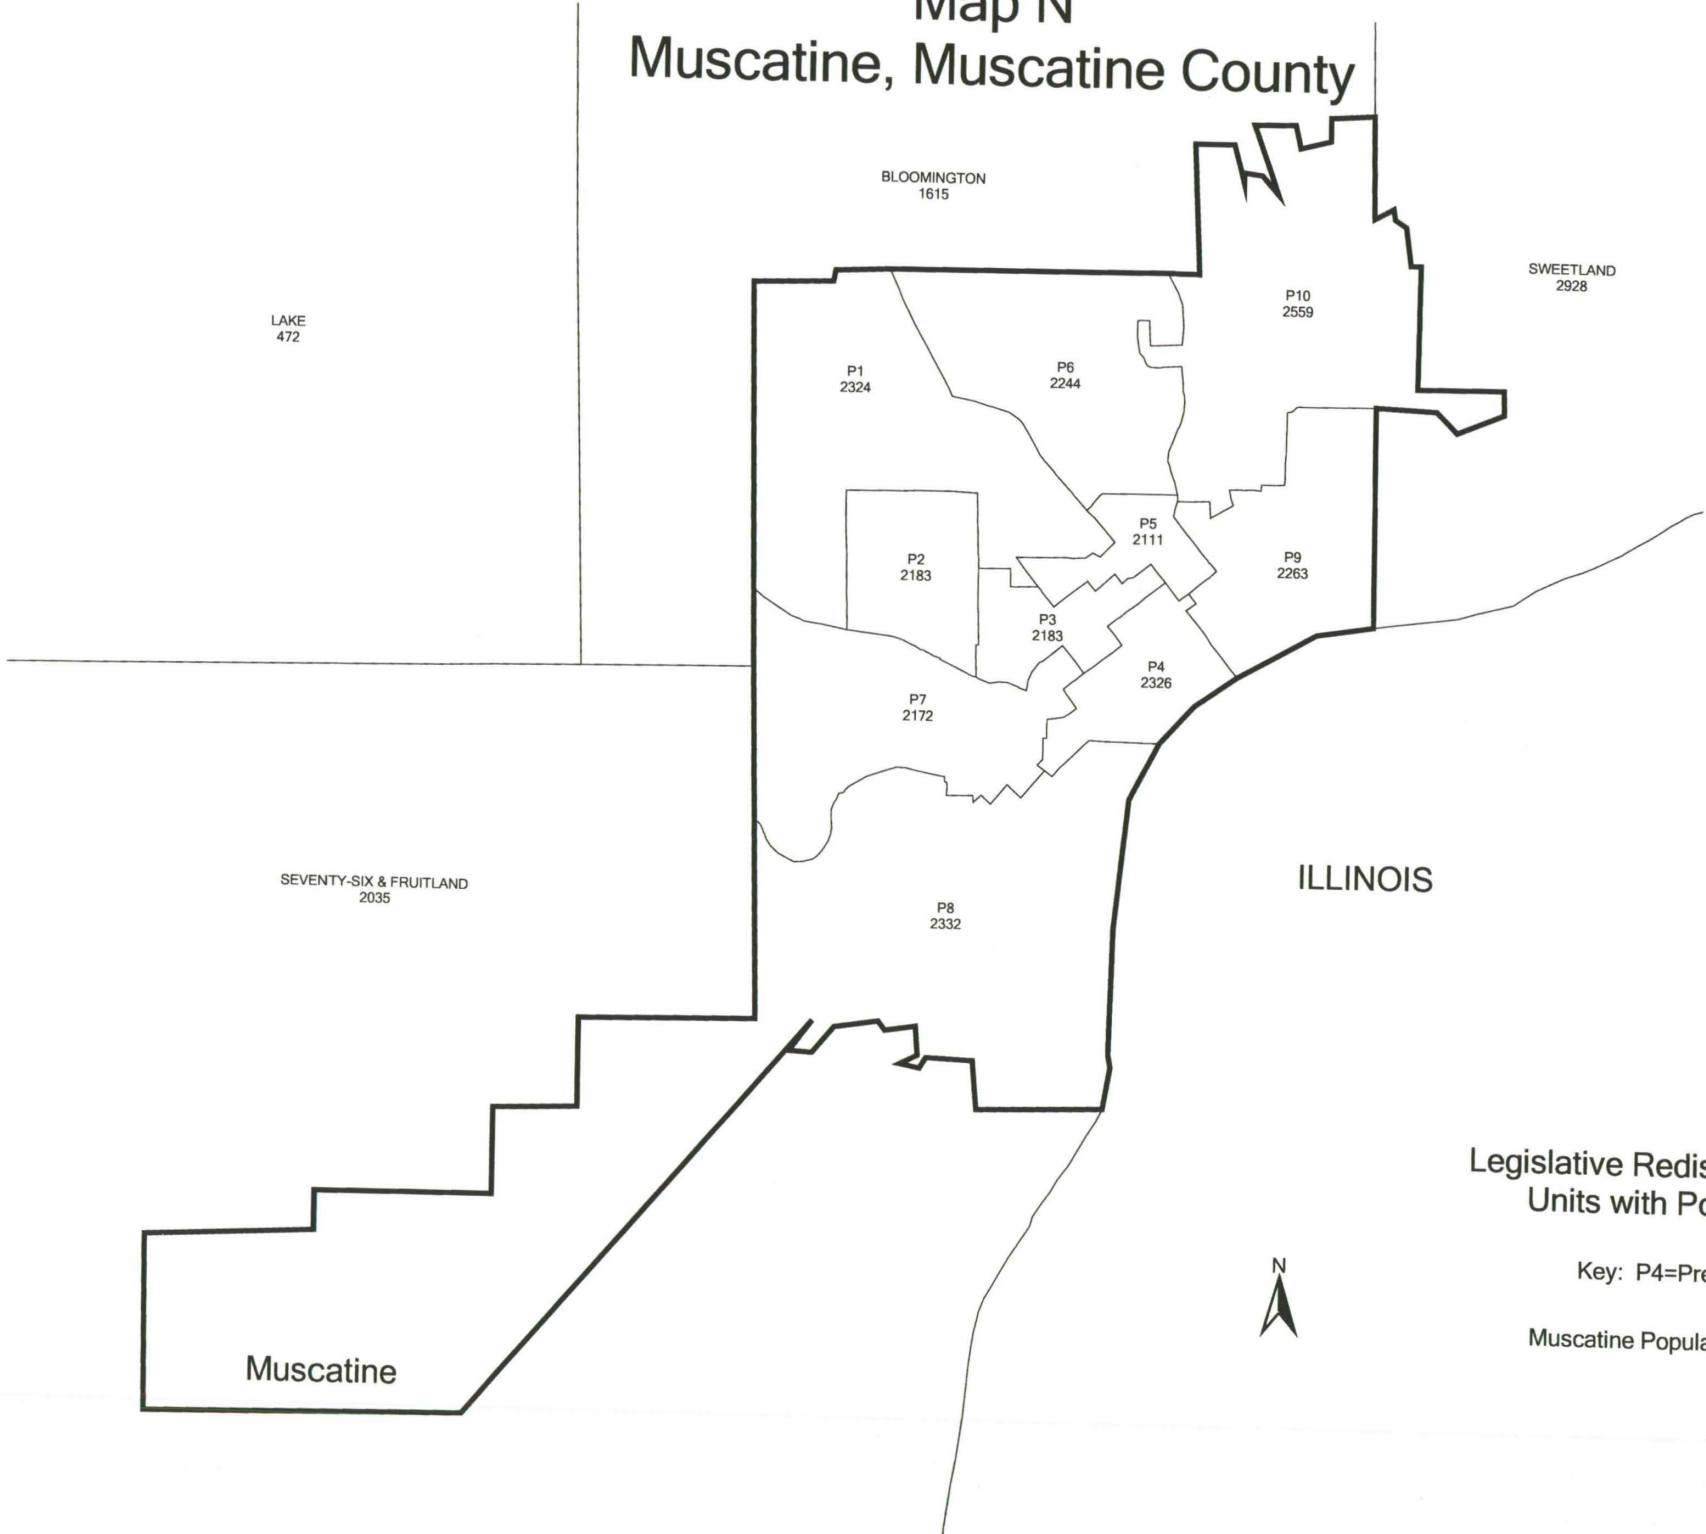 Map N
Muscatine, Muscatine County
BLOOMINGTON
1615
SWEETLAND
2928
P10
2559
LAKE
472
P1
2324
P6
2244
P5
2111
P2
2183
P9
2263
P3
2183
P4
2326
P7
2172
SEVENTY-SIX & FRUITLAND
2035
ILLINOIS
P8
2332
Legislative Redis
Units with Po
N
Key: P4=Pre
Muscatine Popula
Muscatine